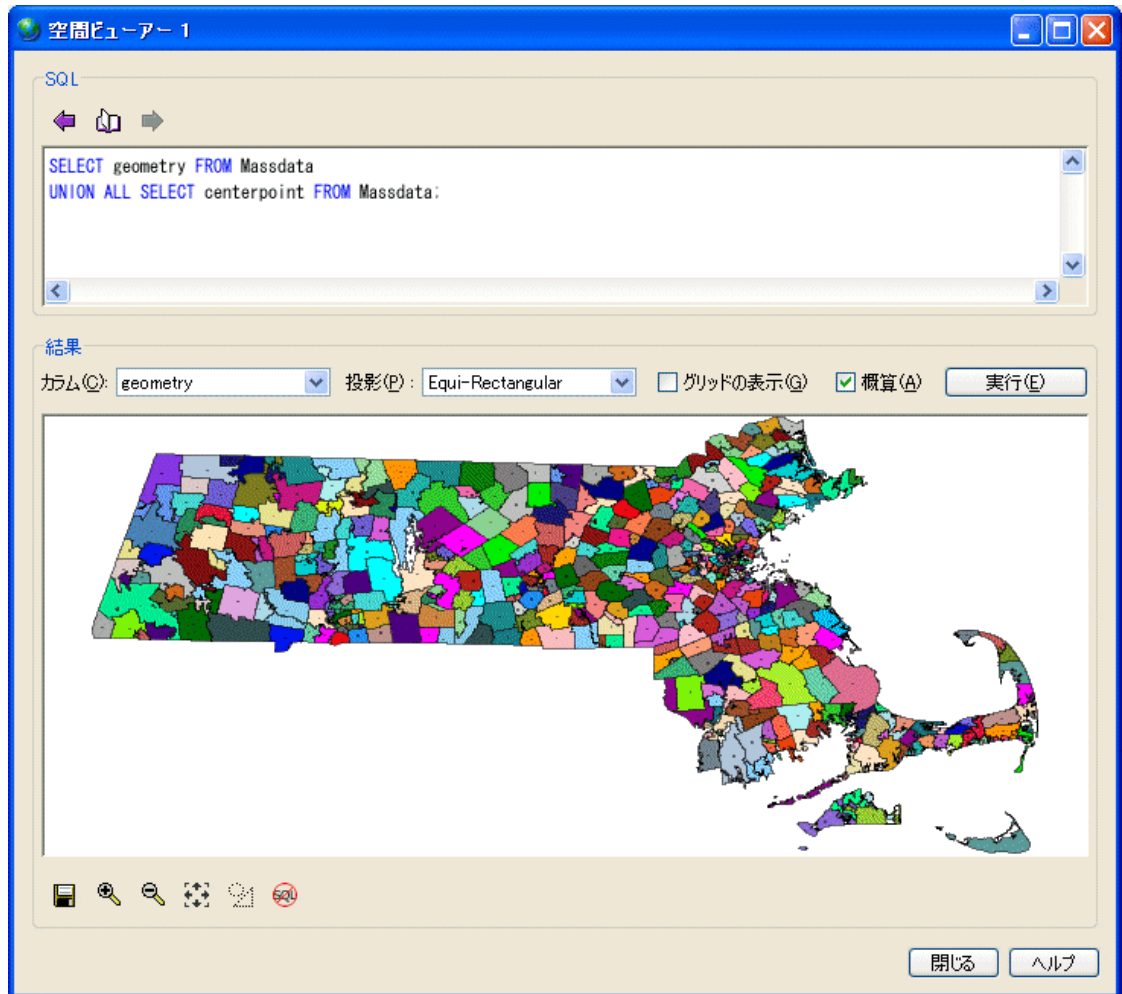 空間ビューアー 1
SQL
SELECT geometry FROM Massdata
UNION ALL SELECT centerpoint FROM Massdata;
結果
カラム(C): geometry 投影(P): Equi-Rectangular グリッドの表示(G) 概算(A) 実行(E)
SQL
閉じる ヘルプ